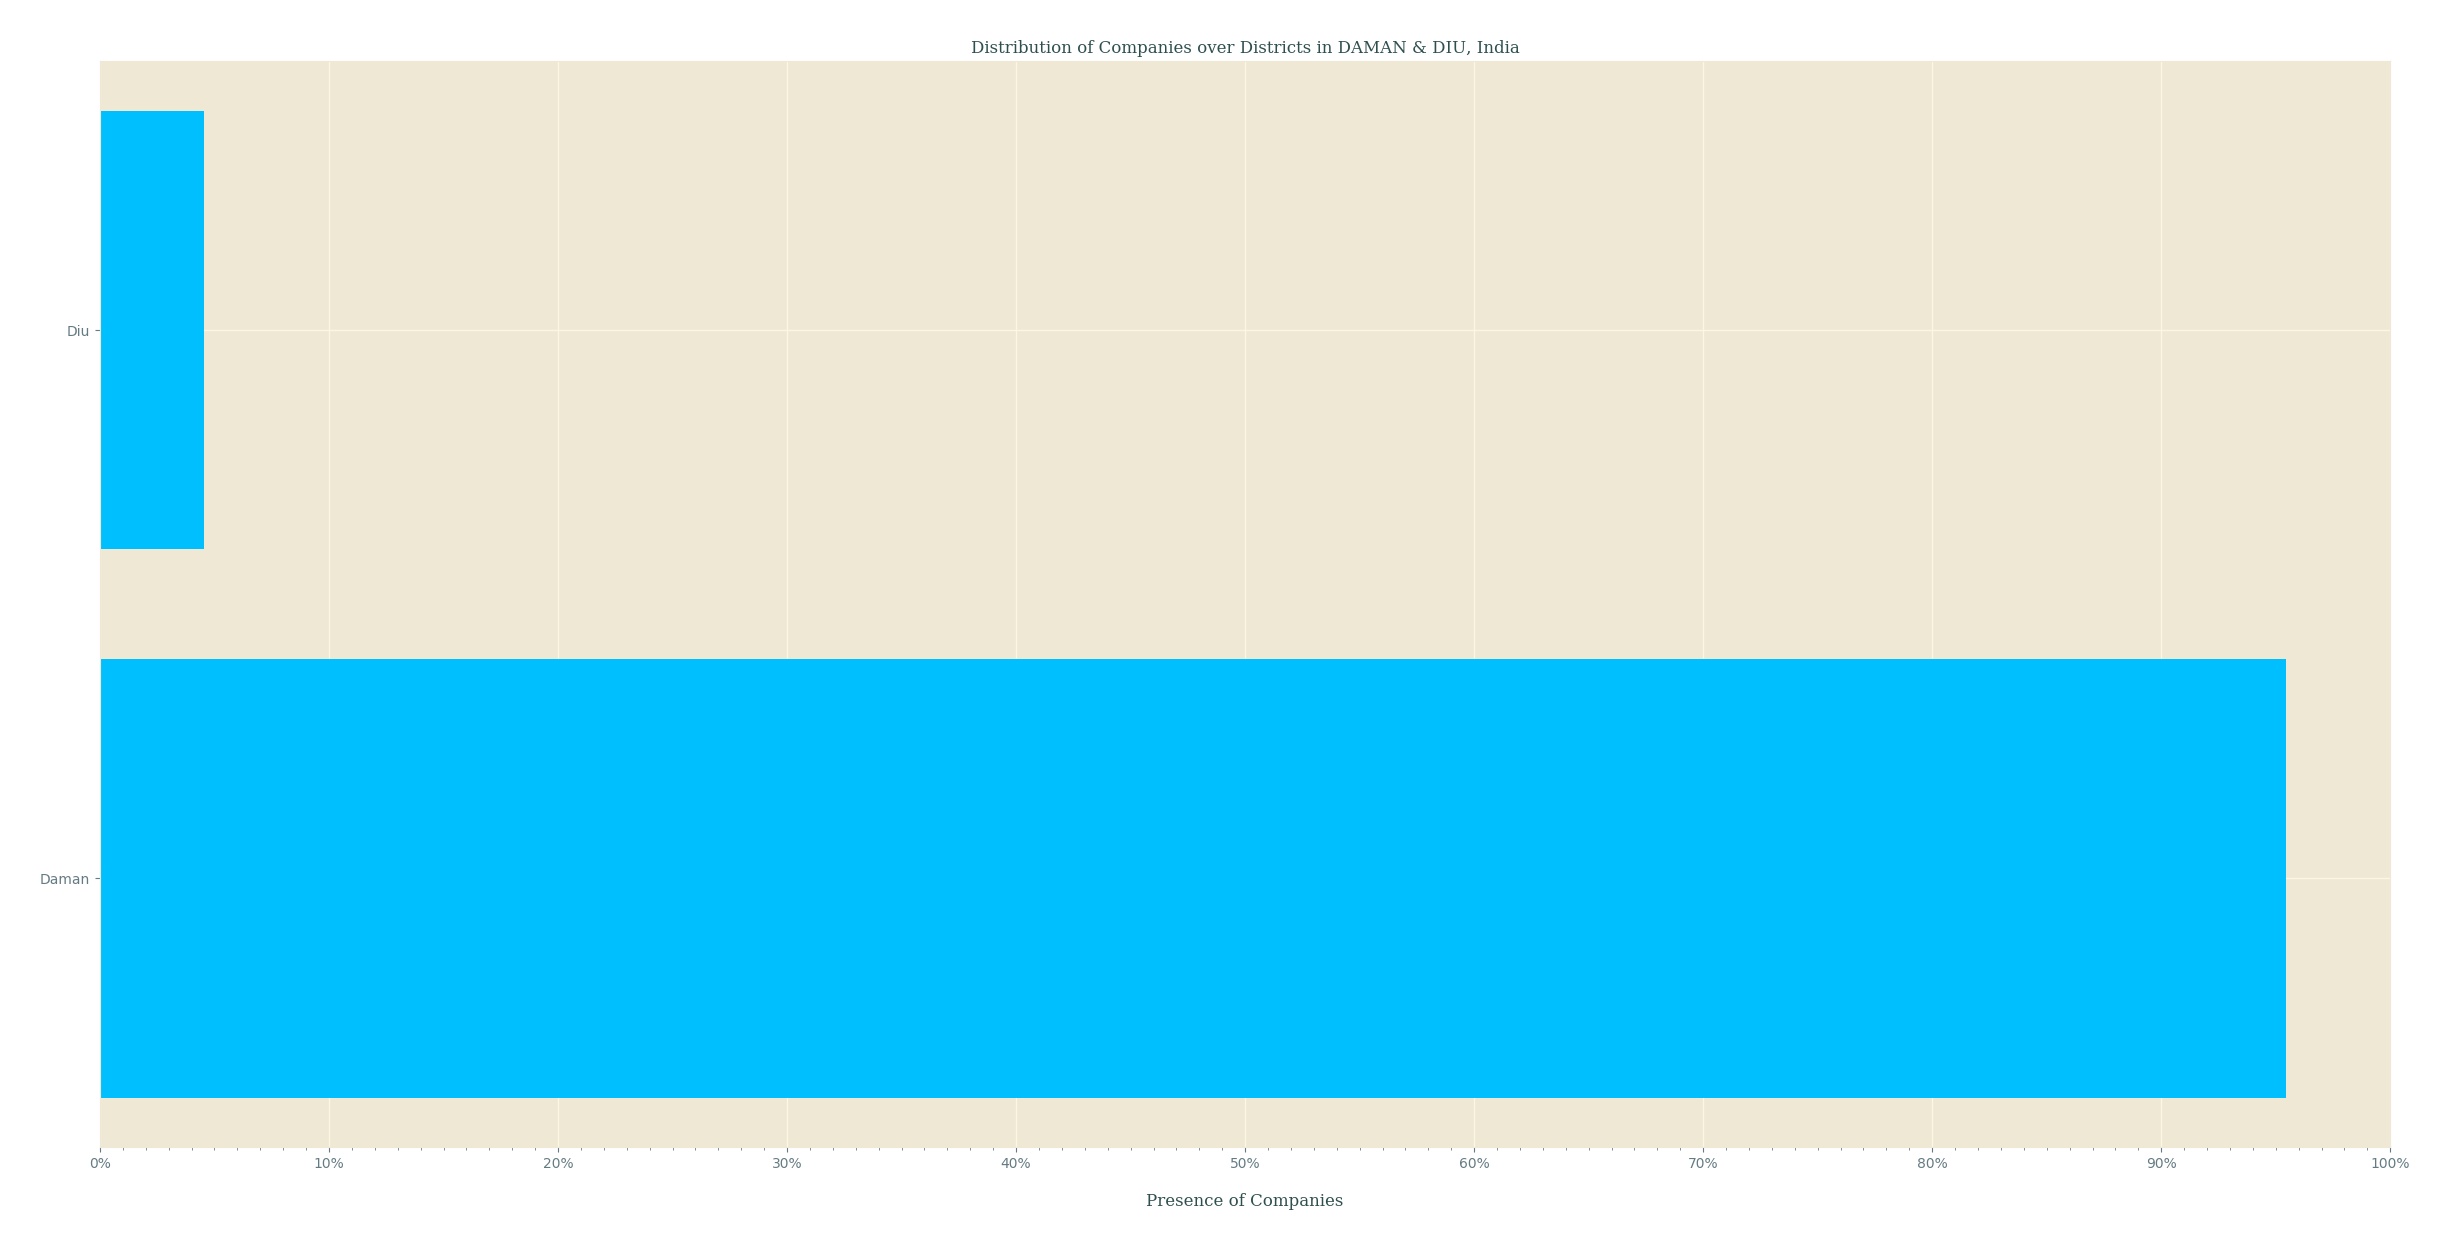 Distribution of Companies over Districts in DAMAN & DIU, India
Diu
Daman
0% 10% 20% 30% 40% 50% 60% 70% 80% 90% 100%
Presence of Companies